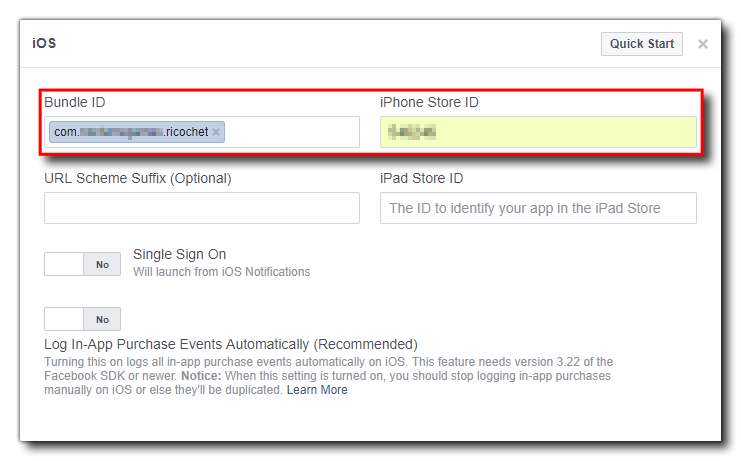 iOS
Quick Start
Bundle ID
iPhone Store ID
com. .ricochet
URL Scheme Suffix (Optional)
iPad Store ID
The ID to identify your app in the iPad Store
No
Single Sign On
Will launch from iOS Notifications
No
Log In-App Purchase Events Automatically (Recommended)
Turning this on logs all in-app purchase events automatically on iOS. This feature needs version 3.22 of the
Facebook SDK or newer. Notice: When this setting is turned on, you should stop logging in-app purchases
manually on iOS or else they'll be duplicated. Learn More